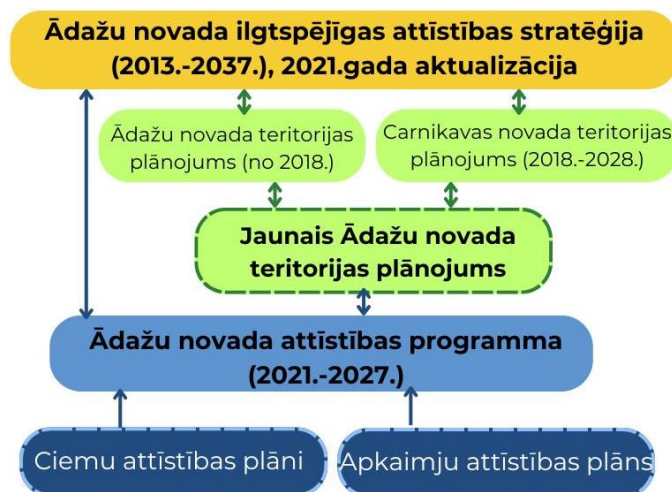 Ādažu novada ilgtspējīgas attīstības stratēģija
(2013.-2037.), 2021.gada aktualizācija
Ādažu novada teritorijas
plānojums (no 2018.)
Carnikavas novada teritorijas
plānojums (2018.-2028.)
Jaunais Ādažu novada
teritorijas plānojums
Ādažu novada attīstības programma
(2021.-2027.)
Ciemu attīstības plāni
Apkaimju attīstības plāns